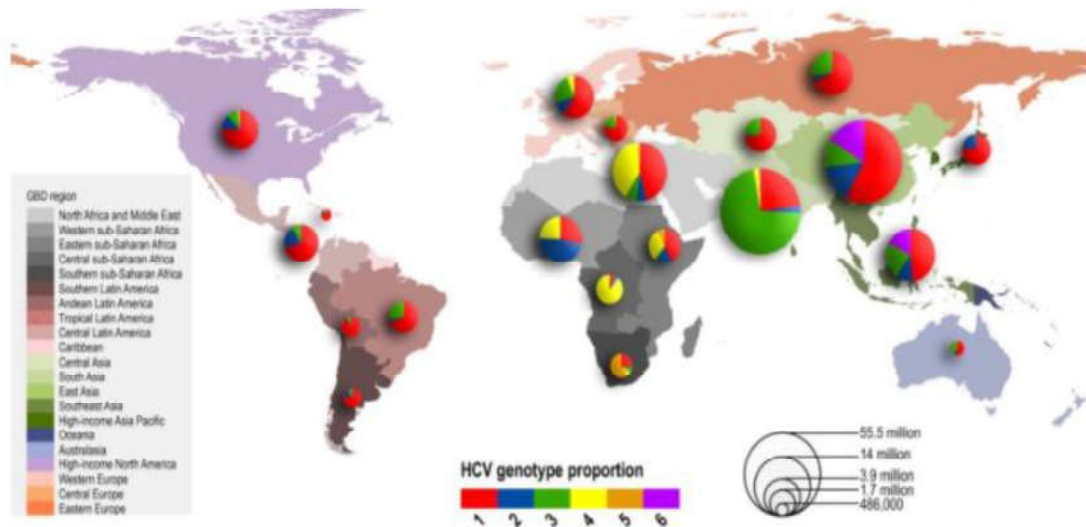 GBD region
North Africa and Middle East
Western sub-Saharan Africa
Eastern sub-Saharan Africa
Central sub-Saharan Africa
Southern sub-Saharan Africa
Southern Latin America
Andean Latin America
Tropical Latin America
Central Latin America
Caribbean
Central Asia
South Asia
East Asia
Southeast Asia
High-income Asia Pacific
Oceania
Australasia
High-income North America
Western Europe
Central Europe
Eastern Europe
HCV genotype proportion
1 2 3 4 5 6
55.5 million
14 million
3.9 million
1.7 million
486,000